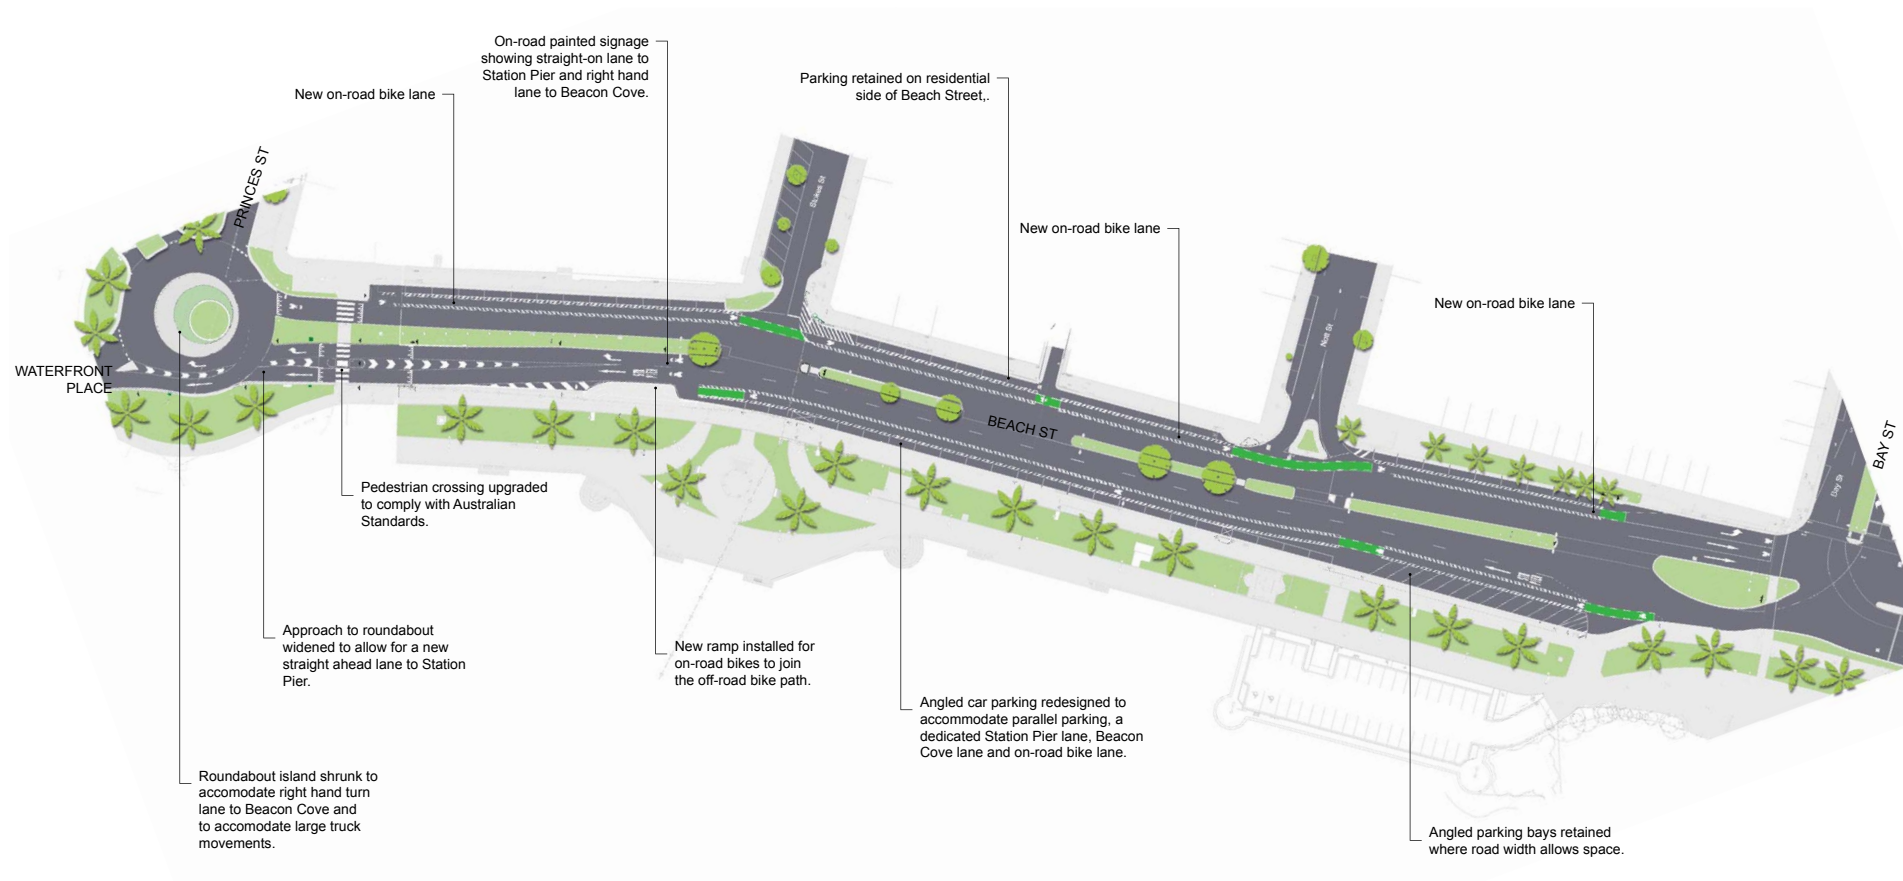 On-road painted signage
showing straight-on lane to
Station Pier and right hand
lane to Beacon Cove.
New on-road bike lane
Parking retained on residential
side of Beach Street,.
PRINCES ST
Stokes St
New on-road bike lane
New on-road bike lane
Nott St
WATERFRONT
PLACE
BEACH ST
BAY ST
Bay St
Pedestrian crossing upgraded
to comply with Australian
Standards.
Approach to roundabout
widened to allow for a new
straight ahead lane to Station
Pier.
New ramp installed for
on-road bikes to join
the off-road bike path.
Angled car parking redesigned to
accommodate parallel parking, a
dedicated Station Pier lane, Beacon
Cove lane and on-road bike lane.
Roundabout island shrunk to
accomodate right hand turn
lane to Beacon Cove and
to accomodate large truck
movements.
Angled parking bays retained
where road width allows space.